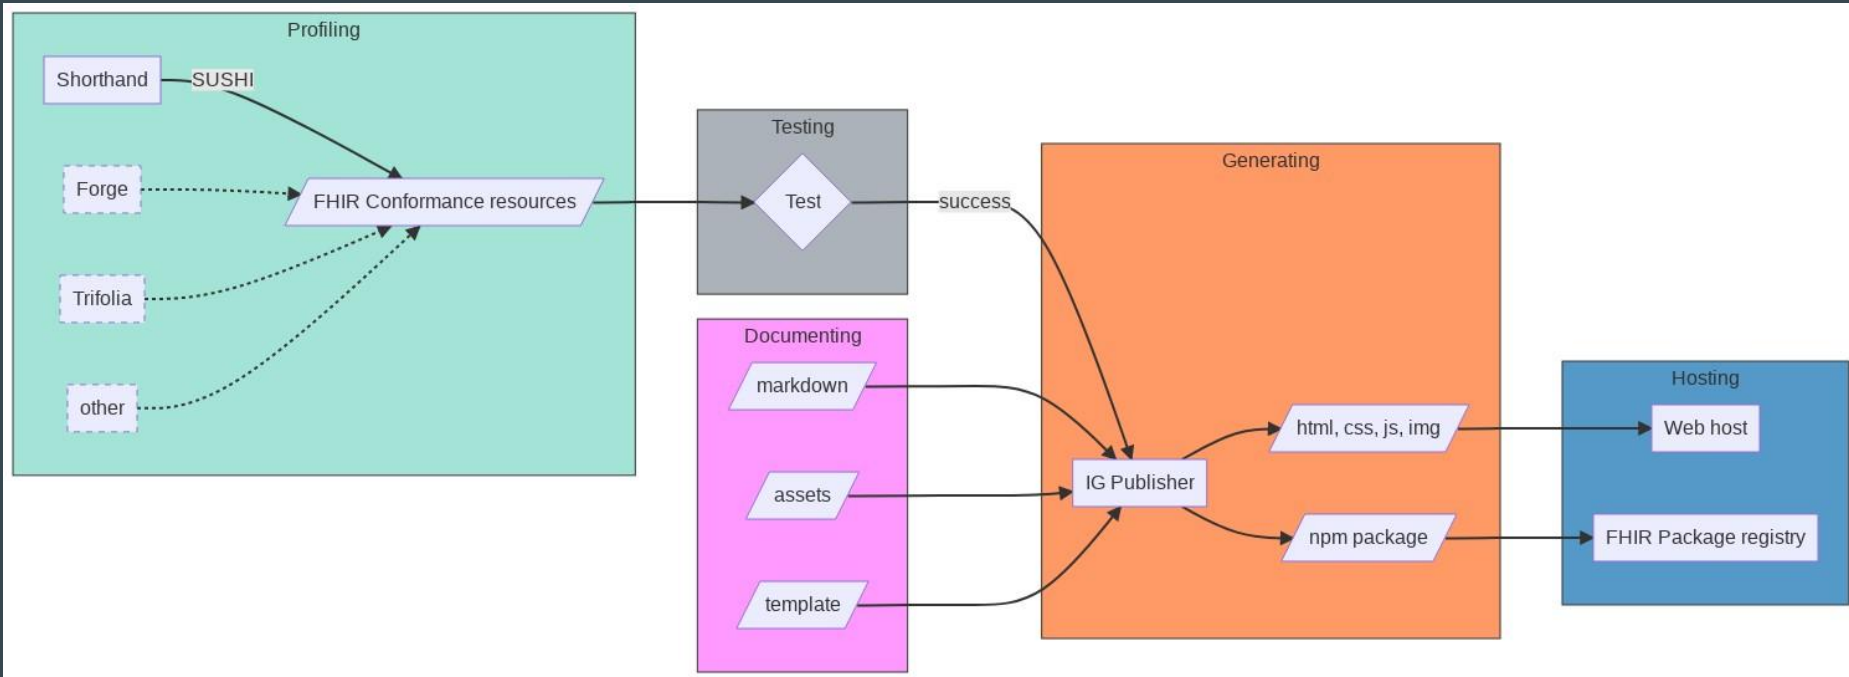 Profiling
Shorthand
SUSHI
Forge
FHIR Conformance resources
Trifolia
other
Testing
Test
success
Documenting
markdown
assets
template
Generating
IG Publisher
html, css, js, img
npm package
Hosting
Web host
FHIR Package registry